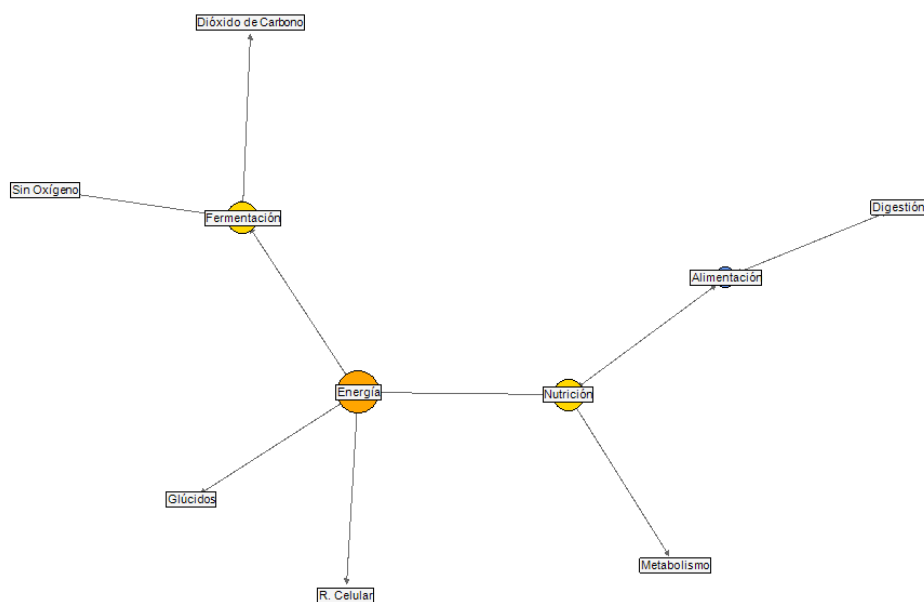 Dióxido de Carbono
Sin Oxígeno
Fermentación
Digestión
Alimentación
Energía
Nutrición
Glúcidos
Metabolismo
R. Celular